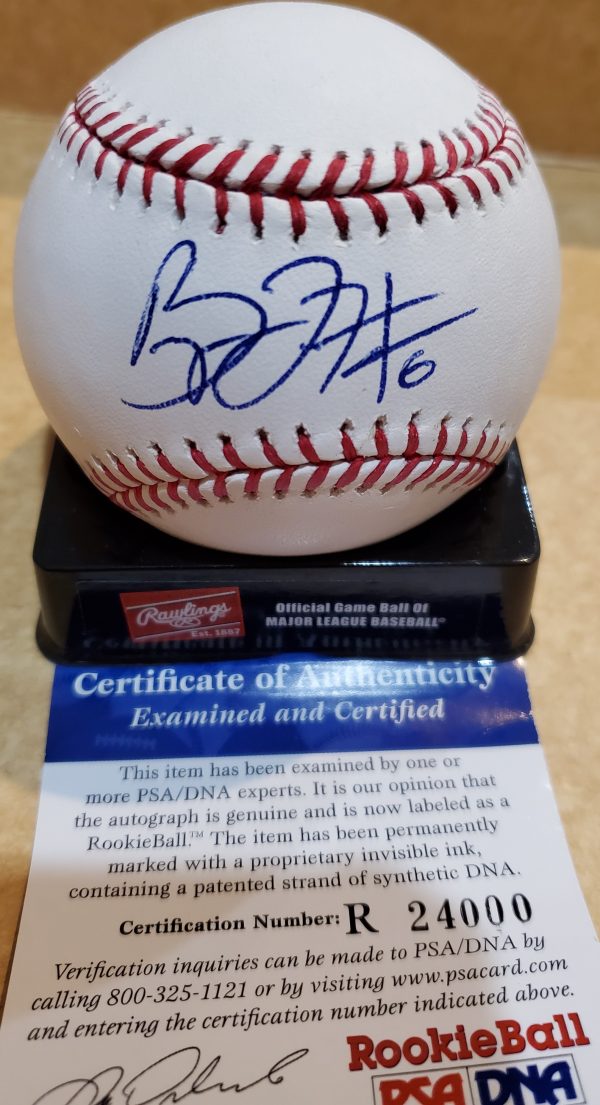 6
Rawlings
Est. 1887
Official Game Ball Of
MAJOR LEAGUE BASEBALL®
Certificate of Authenticity
Examined and Certified
This item has been examined by one or
more PSA/DNA experts. It is our opinion that
the autograph is genuine and is now labeled as a
RookieBall.™ The item has been permanently
marked with a proprietary invisible ink,
containing a patented strand of synthetic DNA.
Certification Number: R 24000
Verification inquiries can be made to PSA/DNA by
calling 800-325-1121 or by visiting www.psacard.com
and entering the certification number indicated above.
RookieBall
PSA DNA